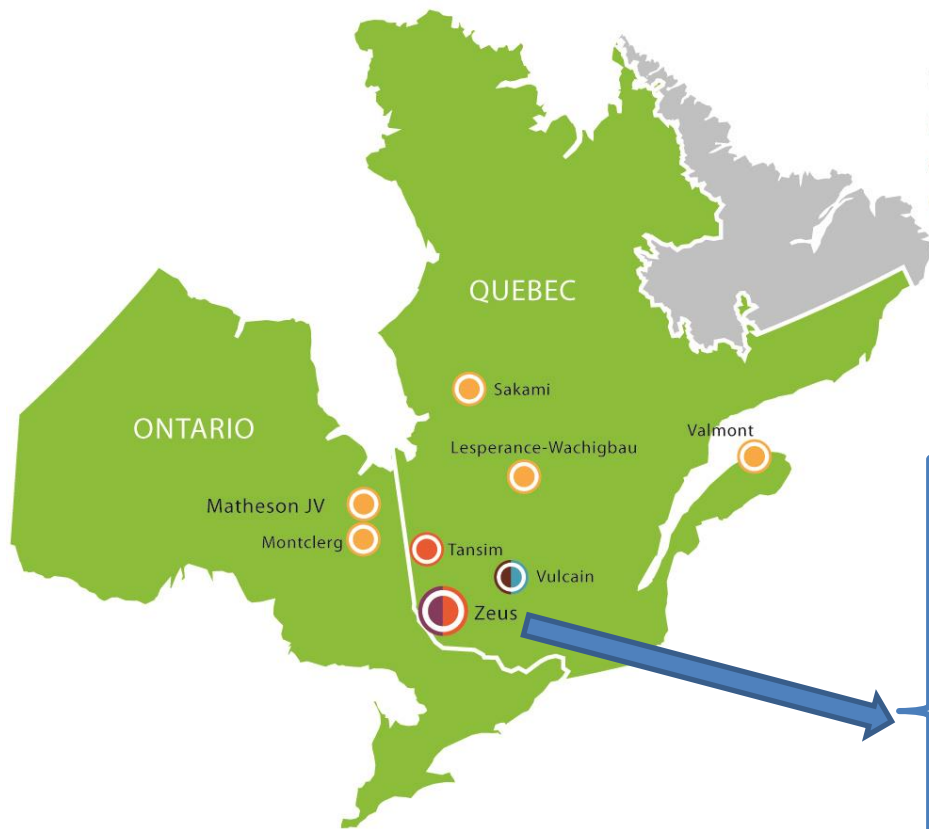 QUEBEC
Sakami
ONTARIO
Valmont
Lesperance-Wachigbau
Matheson JV
Montclerg
Tansim
Vulcain
Zeus